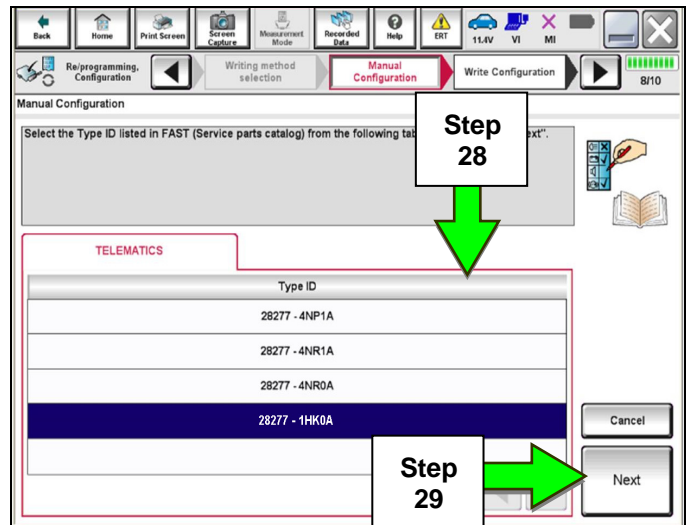 Back
Home
Print Screen
Screen
Capture
Measurement
Mode
Recorded
Data
Help
ERT
11.4V
VI
MI
Re/programming,
Configuration
Writing method
selection
Manual
Configuration
Write Configuration
8/10
Manual Configuration
Select the Type ID listed in FAST (Service parts catalog) from the following ext".
Step
28
TELEMATICS
Type ID
28277 - 4NP1A
28277 - 4NR1A
28277 - 4NR0A
28277 - 1HK0A
Cancel
Step
29
Next